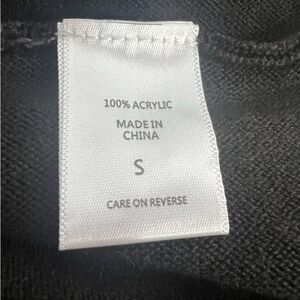 100% ACRYLIC
MADE IN
CHINA
S
CARE ON REVERSE